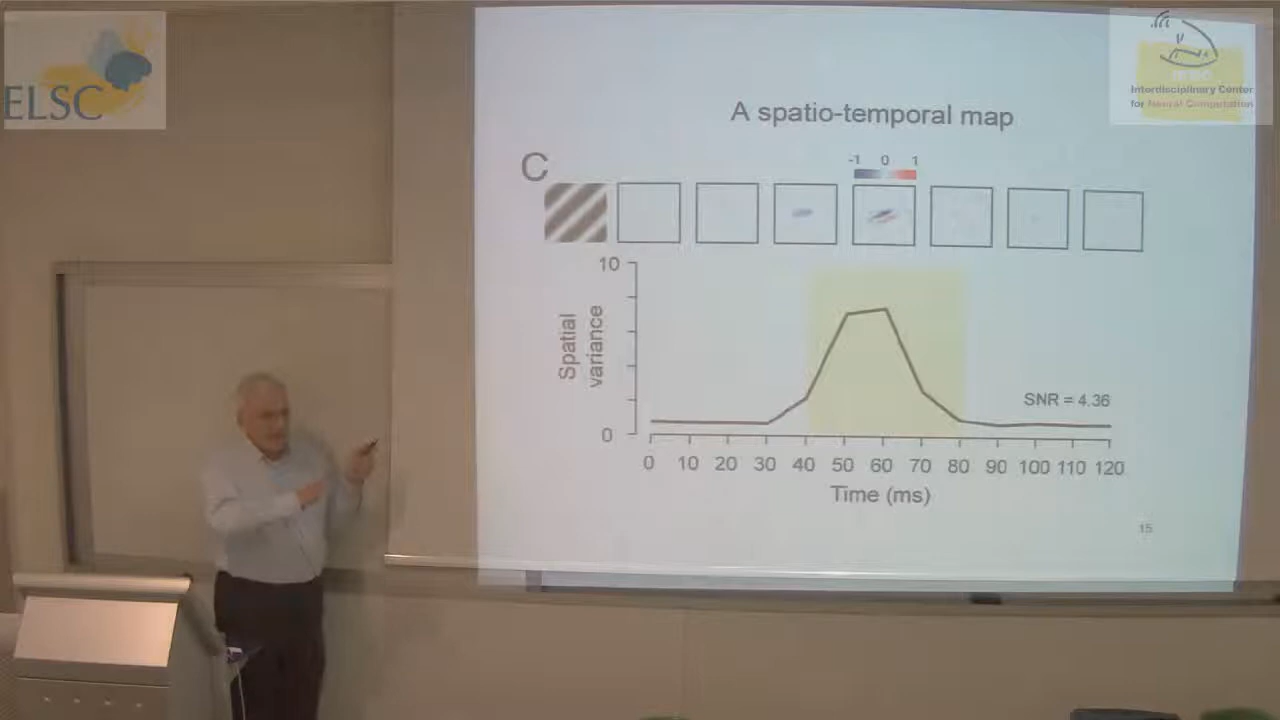 ELSC
Interdisciplinary Center
for Neural Computation
A spatio-temporal map
C
-1 0 1
10
Spatial
variance
0
SNR = 4.36
0 10 20 30 40 50 60 70 80 90 100 110 120
Time (ms)
15